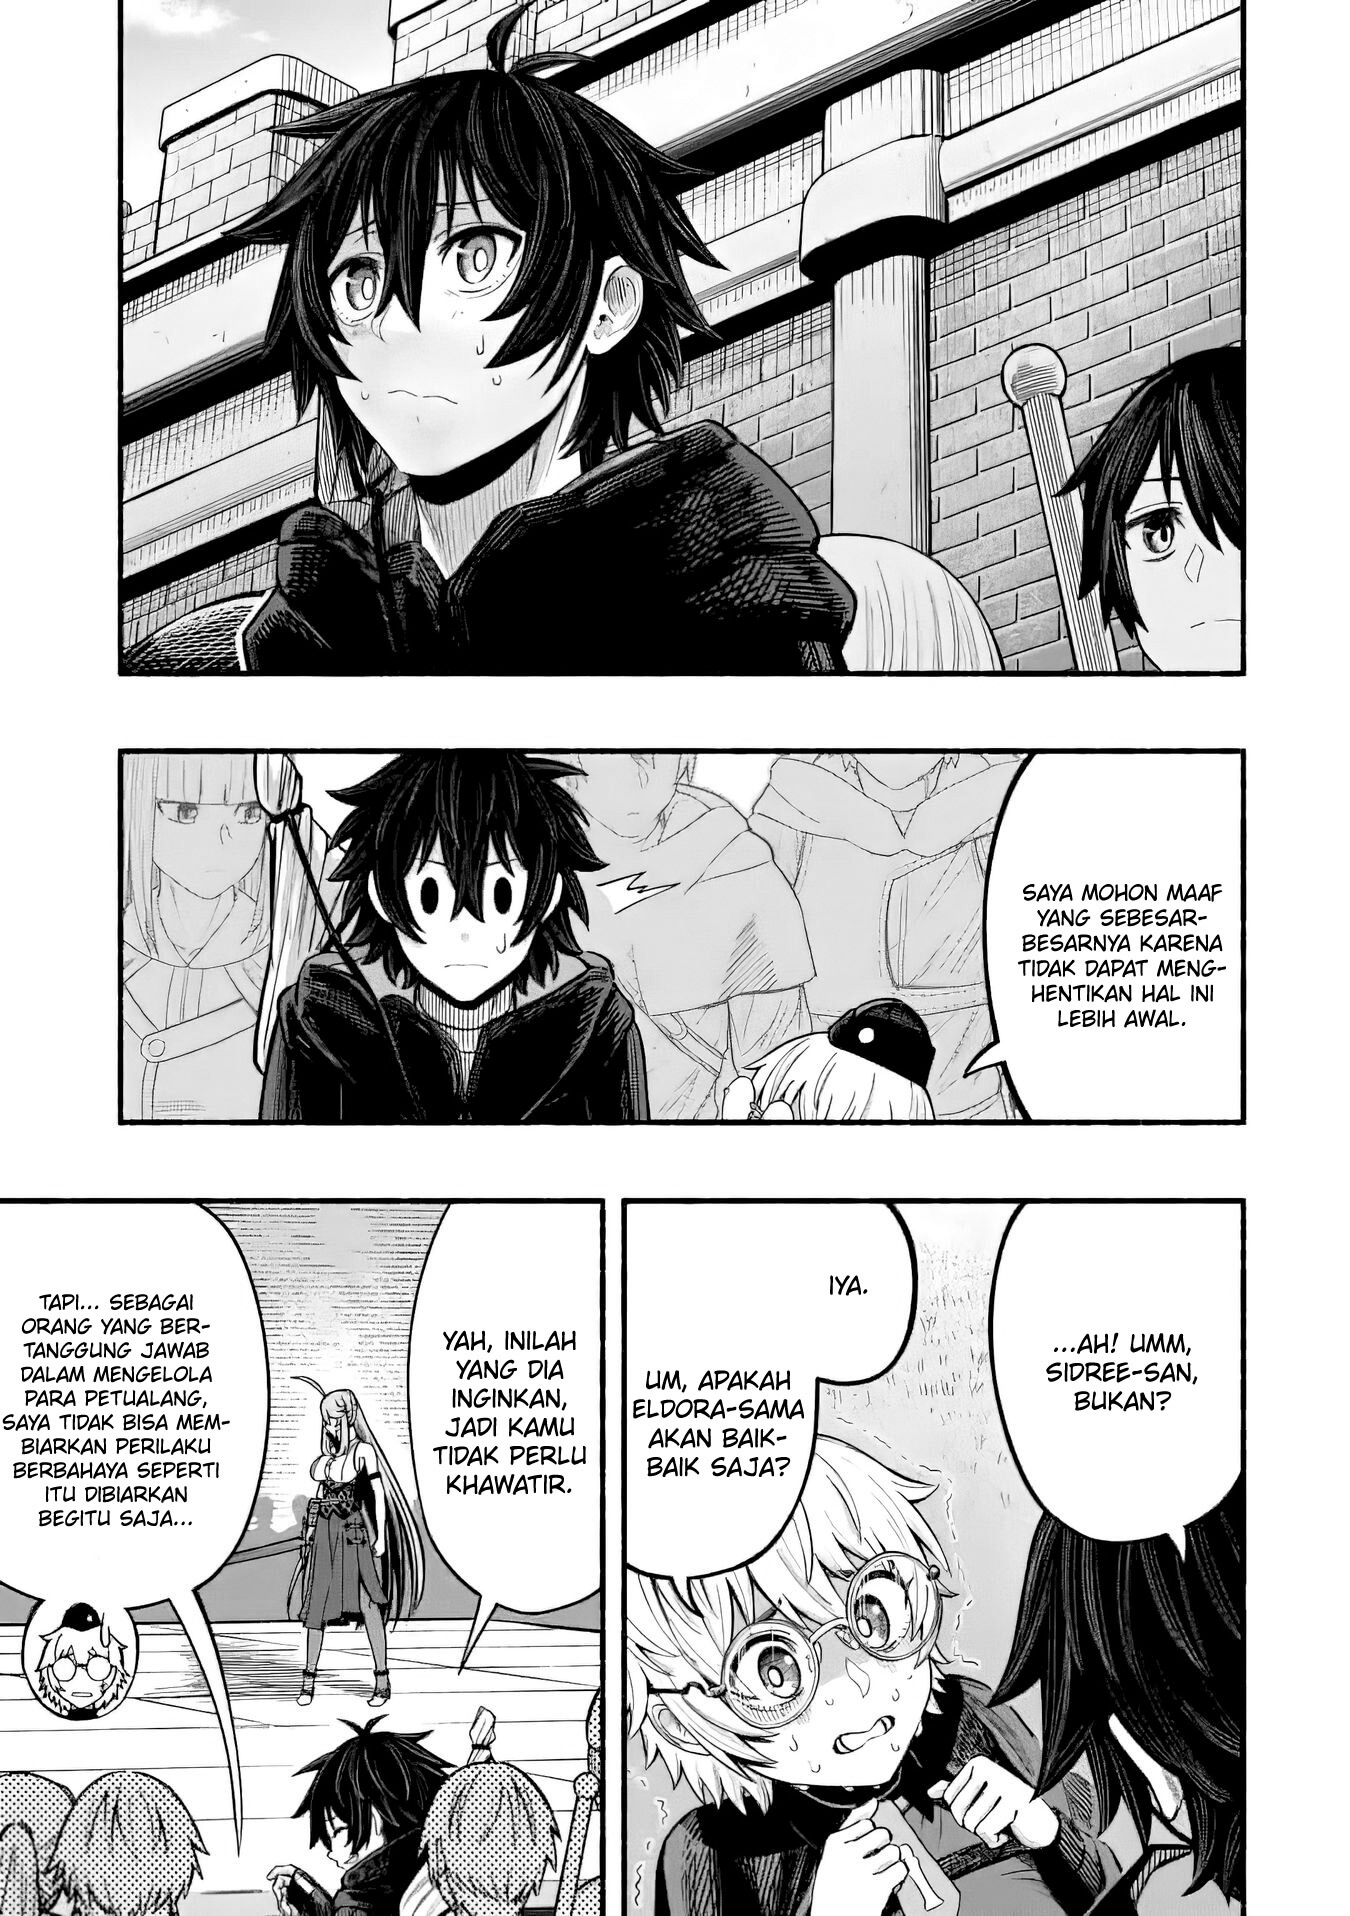 SAYA MOHON MAAF
YANG SEBESAR-
BESARNYA KARENA
TIDAK DAPAT MENG-
HENTIKAN HAL INI
LEBIH AWAL.
...AH! UMM,
SIDREE-SAN,
BUKAN?
IYA.
UM, APAKAH
ELDORA-SAMA
AKAN BAIK-
BAIK SAJA?
YAH, INILAH
YANG DIA
INGINKAN,
JADI KAMU
TIDAK PERLU
KHAWATIR.
TAPI... SEBAGAI
ORANG YANG BER-
TANGGUNG JAWAB
DALAM MENGELOLA
PARA PETUALANG,
SAYA TIDAK BISA MEM-
BIARKAN PERILAKU
BERBAHAYA SEPERTI
ITU DIBIARKAN
BEGITU SAJA...